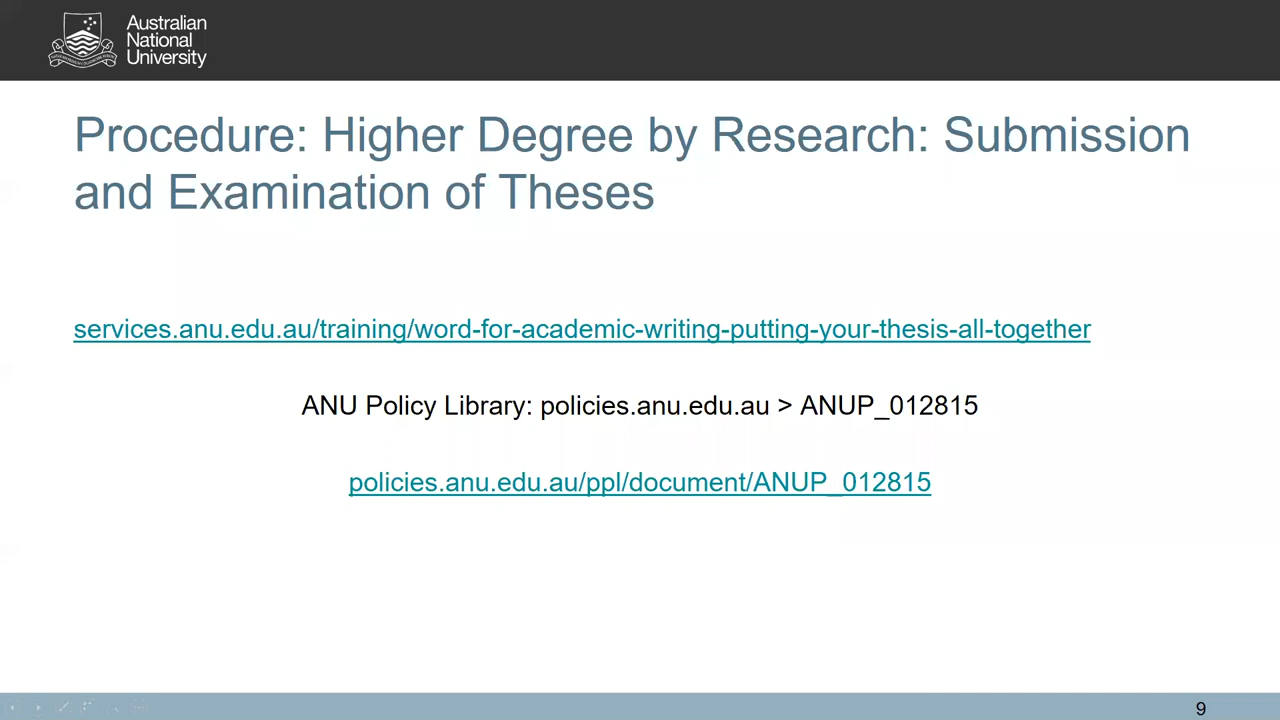 Australian
National
University
Procedure: Higher Degree by Research: Submission
and Examination of Theses
services.anu.edu.au/training/word-for-academic-writing-putting-your-thesis-all-together
ANU Policy Library: policies.anu.edu.au > ANUP_012815
policies.anu.edu.au/ppl/document/ANUP_012815
9